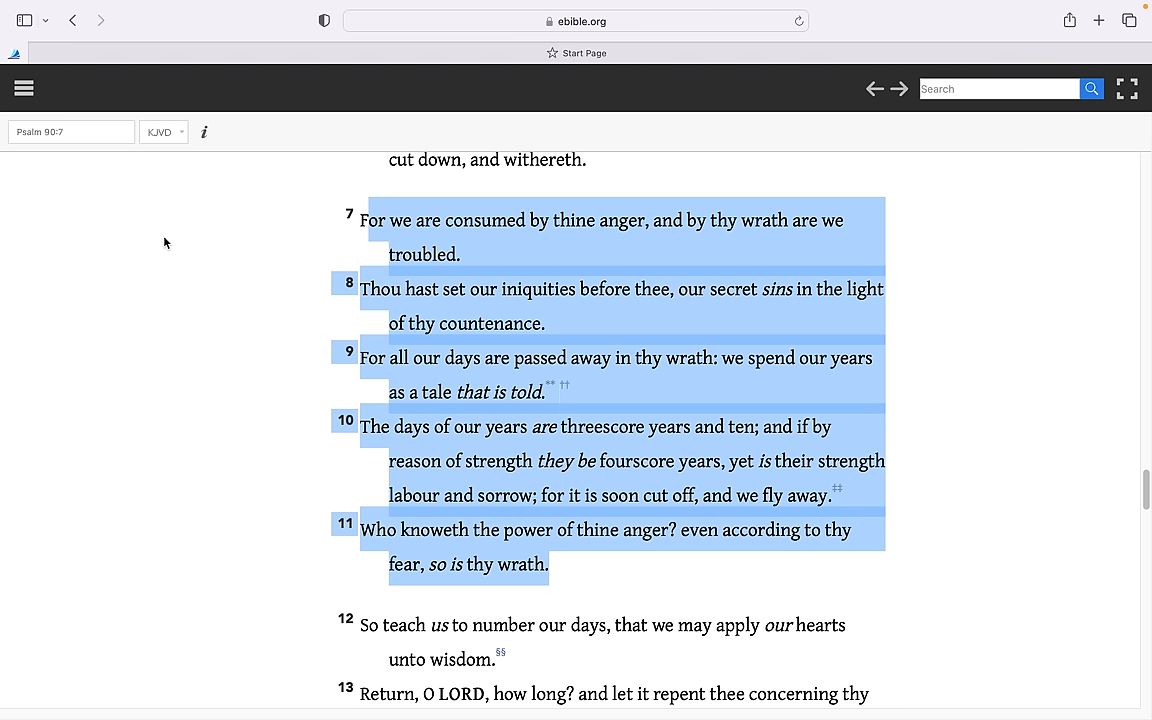 ebible.org
Start Page
Search
Psalm 90:7
KJVD
i
cut down, and withereth.
7 For we are consumed by thine anger, and by thy wrath are we
troubled.
8 Thou hast set our iniquities before thee, our secret sins in the light
of thy countenance.
9 For all our days are passed away in thy wrath: we spend our years
as a tale that is told.** ††
10 The days of our years are threescore years and ten; and if by
reason of strength they be fourscore years, yet is their strength
labour and sorrow; for it is soon cut off, and we fly away.‡‡
11 Who knoweth the power of thine anger? even according to thy
fear, so is thy wrath.
12 So teach us to number our days, that we may apply our hearts
unto wisdom.§§
13 Return, O LORD, how long? and let it repent thee concerning thy